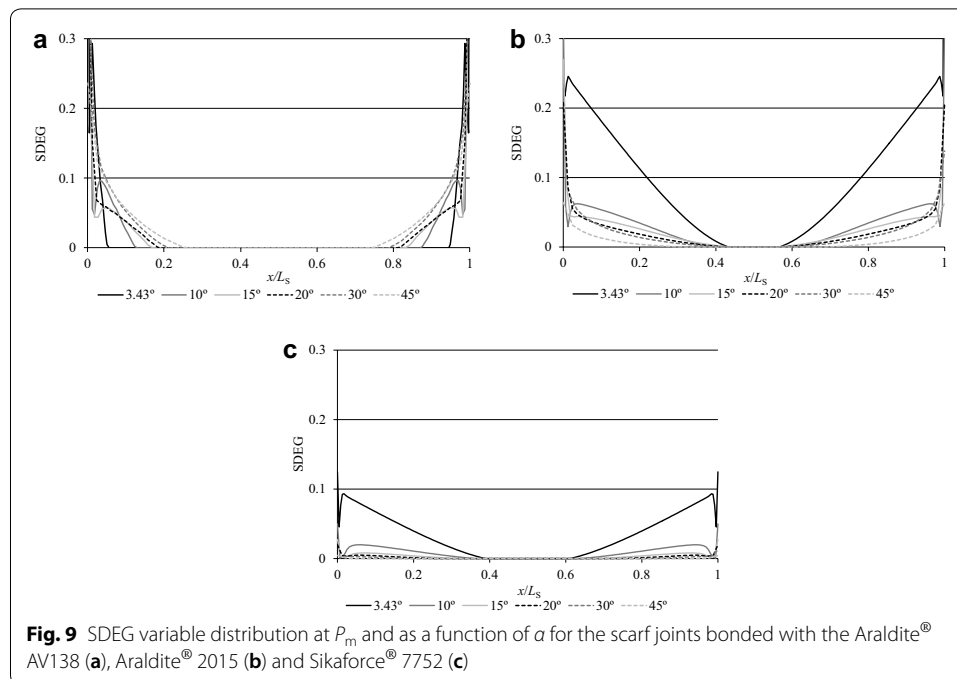 a
0.3
0.2
0.1
0
SDEG
0 0.2 0.4 0.6 0.8 1
x/LS
3.43º 10º 15º 20º 30º 45º
b
0.3
0.2
0.1
0
SDEG
0 0.2 0.4 0.6 0.8 1
x/LS
3.43º 10º 15º 20º 30º 45º
c
0.3
0.2
0.1
0
SDEG
0 0.2 0.4 0.6 0.8 1
x/LS
3.43º 10º 15º 20º 30º 45º
Fig. 9 SDEG variable distribution at Pm and as a function of α for the scarf joints bonded with the Araldite®
AV138 (a), Araldite® 2015 (b) and Sikaforce® 7752 (c)